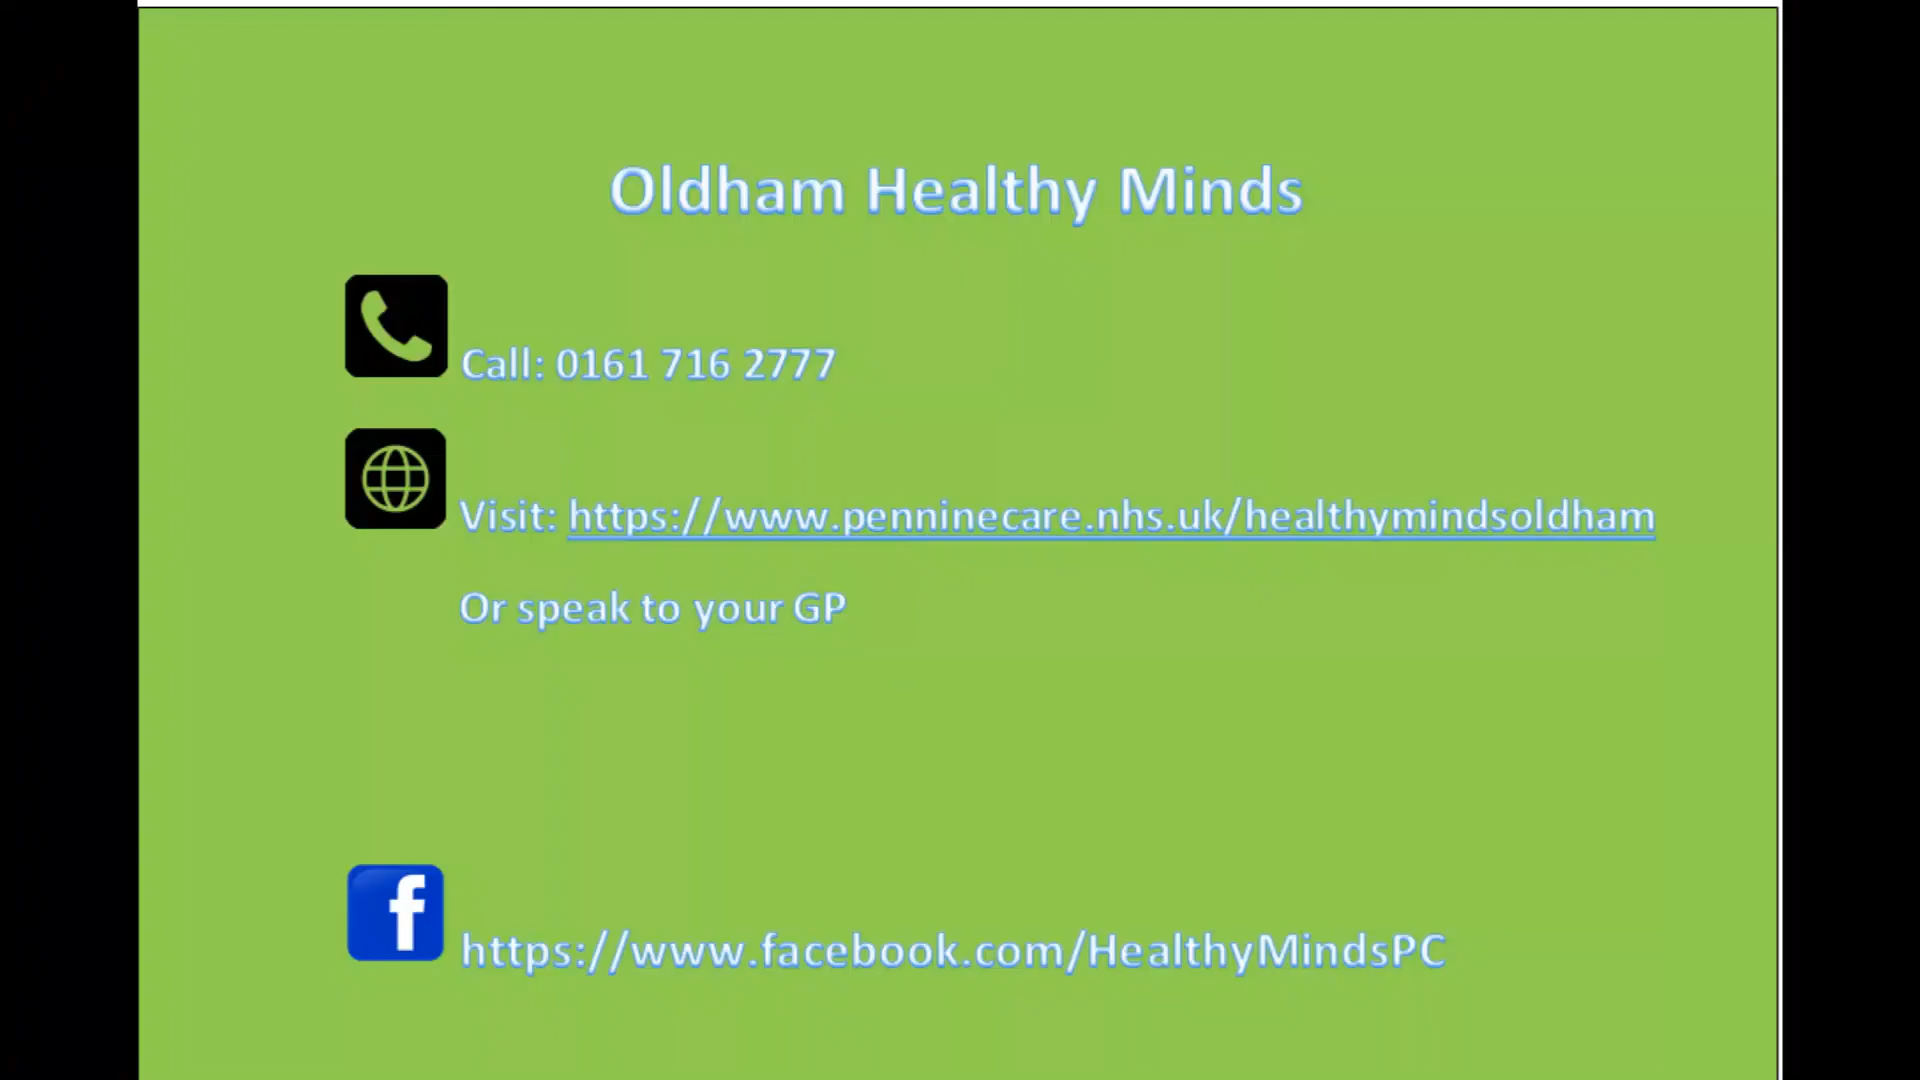 Oldham Healthy Minds
Call: 0161 716 2777
Visit: https://www.penninecare.nhs.uk/healthymindsoldham
Or speak to your GP
f
https://www.facebook.com/HealthyMindsPC